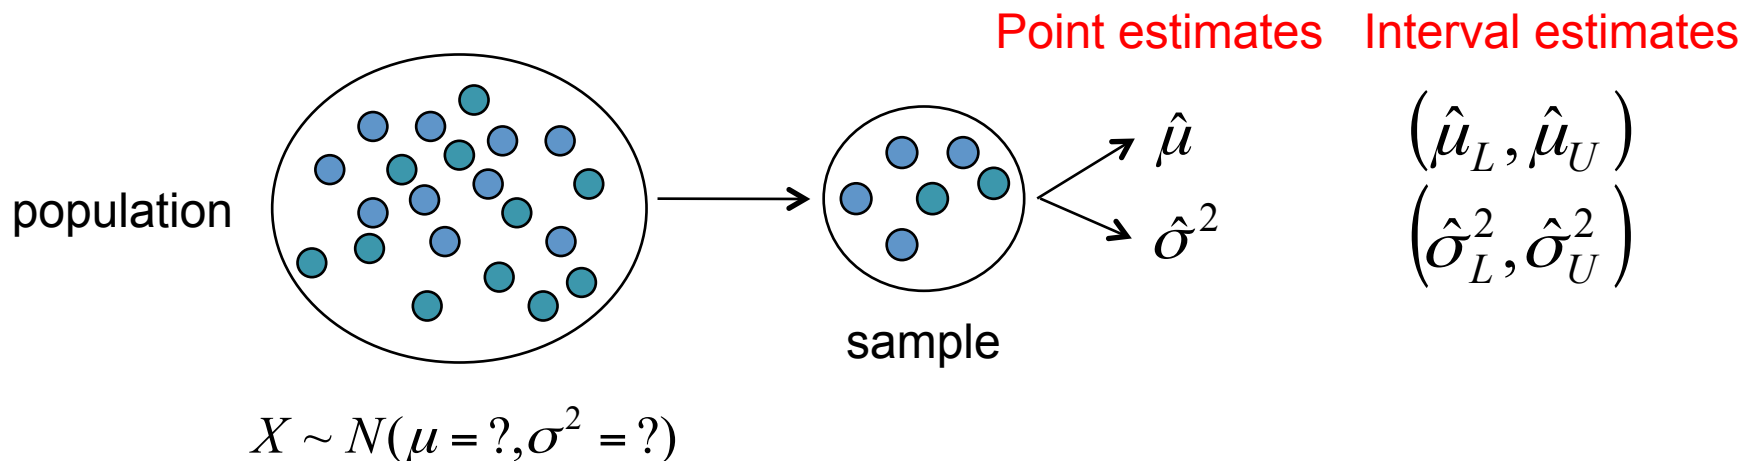 Point estimates Interval estimates
population
μ̂
(μ̂_L, μ̂_U)
σ̂²
(σ̂²_L, σ̂²_U)
sample
X ~ N(μ = ?, σ² = ?)